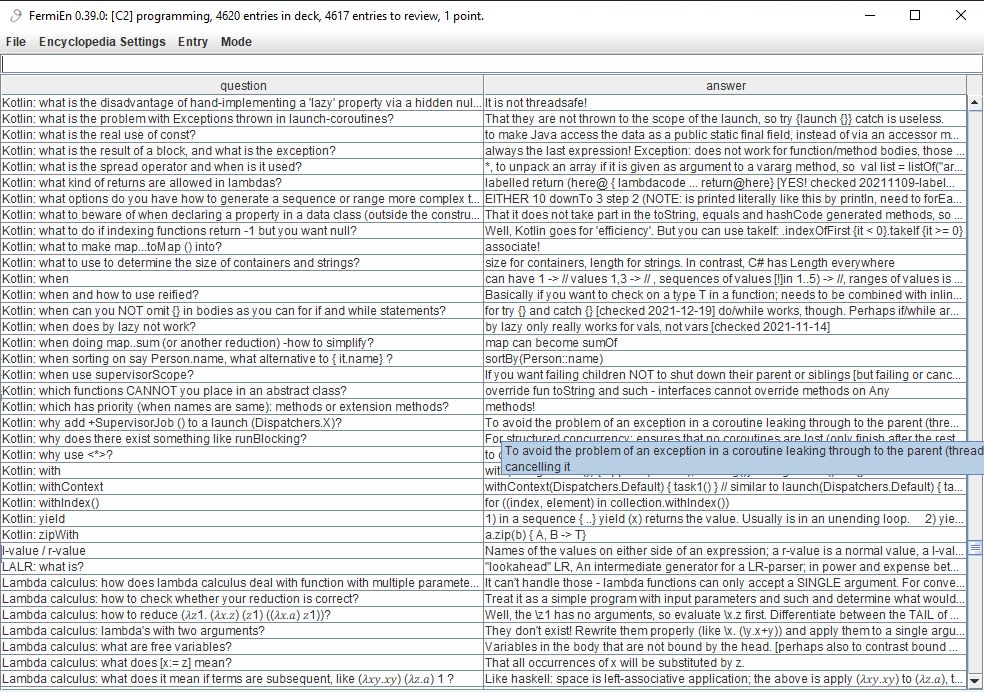 FermiEn 0.39.0: [C2] programming, 4620 entries in deck, 4617 entries to review, 1 point.
File Encyclopedia Settings Entry Mode
question answer
Kotlin: what is the disadvantage of hand-implementing a 'lazy' property via a hidden nul... It is not threadsafe!
Kotlin: what is the problem with Exceptions thrown in launch-coroutines? That they are not thrown to the scope of the launch, so try {launch {}} catch is useless.
Kotlin: what is the real use of const? to make Java access the data as a public static final field, instead of via an accessor m...
Kotlin: what is the result of a block, and what is the exception? always the last expression! Exception: does not work for function/method bodies, those ...
Kotlin: what is the spread operator and when is it used? *, to unpack an array if it is given as argument to a vararg method, so val list = listOf("ar...
Kotlin: what kind of returns are allowed in lambdas? labelled return (here@ { lambdacode ... return@here} [YES! checked 20211109-label...
Kotlin: what options do you have how to generate a sequence or range more complex t... EITHER 10 downTo 3 step 2 (NOTE: is printed literally like this by println, need to forEa...
Kotlin: what to beware of when declaring a property in a data class (outside the constru... That it does not take part in the toString, equals and hashCode generated methods, so ...
Kotlin: what to do if indexing functions return -1 but you want null? Well, Kotlin goes for 'efficiency'. But you can use takeIf: .indexOfFirst {it < 0}.takeIf {it >= 0}
Kotlin: what to make map...toMap () into? associate!
Kotlin: what to use to determine the size of containers and strings? size for containers, length for strings. In contrast, C# has Length everywhere
Kotlin: when can have 1 -> // values 1,3 -> // , sequences of values [!]in 1..5) -> //, ranges of values is ...
Kotlin: when and how to use reified? Basically if you want to check on a type T in a function; needs to be combined with inlin...
Kotlin: when can you NOT omit {} in bodies as you can for if and while statements? for try {} and catch {} [checked 2021-12-19] do/while works, though. Perhaps if/while ar...
Kotlin: when does by lazy not work? by lazy only really works for vals, not vars [checked 2021-11-14]
Kotlin: when doing map..sum (or another reduction) -how to simplify? map can become sumOf
Kotlin: when sorting on say Person.name, what alternative to { it.name} ? sortBy(Person::name)
Kotlin: when use supervisorScope? If you want failing children NOT to shut down their parent or siblings [but failing or canc...
Kotlin: which functions CANNOT you place in an abstract class? override fun toString and such - interfaces cannot override methods on Any
Kotlin: which has priority (when names are same): methods or extension methods? methods!
Kotlin: why add +SupervisorJob () to a launch (Dispatchers.X)? To avoid the problem of an exception in a coroutine leaking through to the parent (thre...
Kotlin: why does there exist something like runBlocking? For structured concurrency: ensures that no coroutines are lost (only finish after the rest
To avoid the problem of an exception in a coroutine leaking through to the parent (thread
cancelling it
Kotlin: why use <*>?
Kotlin: with
Kotlin: withContext withContext(Dispatchers.Default) { task1() } // similar to launch(Dispatchers.Default) { ta...
Kotlin: withIndex() for ((index, element) in collection.withIndex())
Kotlin: yield 1) in a sequence { ..} yield (x) returns the value. Usually is in an unending loop. 2) yie...
Kotlin: zipWith a.zip(b) { A, B -> T}
l-value / r-value Names of the values on either side of an expression; a r-value is a normal value, a l-val...
LALR: what is? "lookahead" LR, An intermediate generator for a LR-parser; in power and expense bet...
Lambda calculus: how does lambda calculus deal with function with multiple paramete... It can't handle those - lambda functions can only accept a SINGLE argument. For conve...
Lambda calculus: how to check whether your reduction is correct? Treat it as a simple program with input parameters and such and determine what would...
Lambda calculus: how to reduce (λz1. (λx.z) (z1) ((λx.a) z1))? Well, the \z1 has no arguments, so evaluate \x.z first. Differentiate between the TAIL of ...
Lambda calculus: lambda's with two arguments? They don't exist! Rewrite them properly (like \x. (\y.x+y)) and apply them to a single argu...
Lambda calculus: what are free variables? Variables in the body that are not bound by the head. [perhaps also to contrast bound ...
Lambda calculus: what does [x:= z] mean? That all occurrences of x will be substituted by z.
Lambda calculus: what does it mean if terms are subsequent, like (λxy.xy) (λz.a) 1 ? Like haskell: space is left-associative application; the above is apply (λxy.xy) to (λz.a), t...